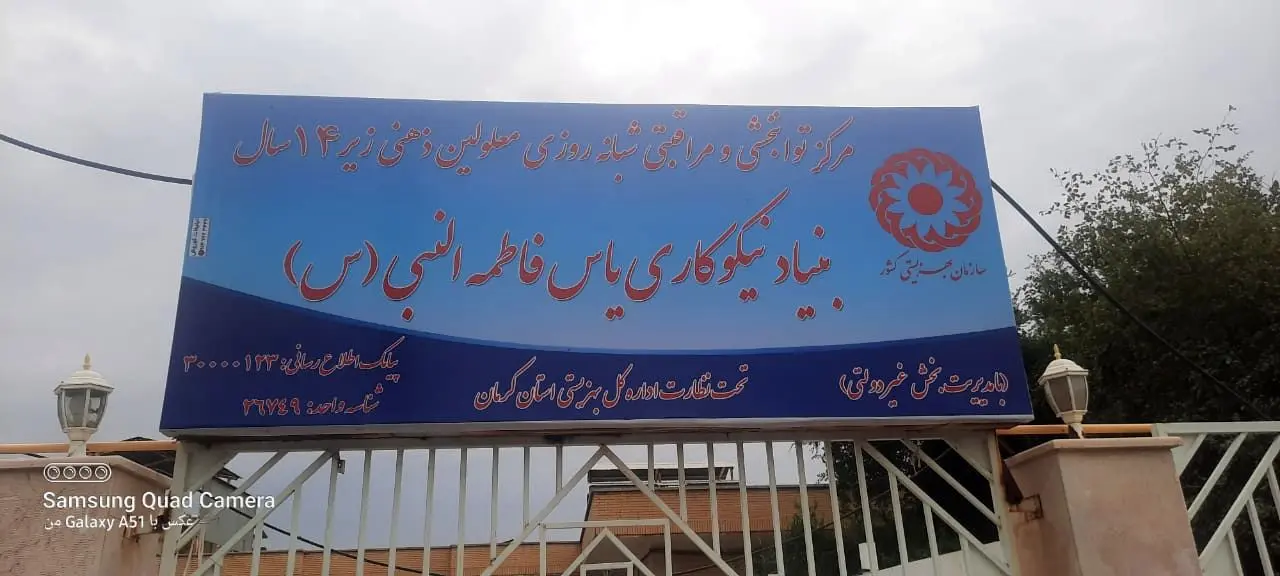 مرکز توانبخشی و مراقبتی شبانه روزی معلولین ذهنی زیر ۱۴ سال
سازمان بهزیستی کشور
بنیاد نیکوکاری یاس فاطمه النبی (س)
(با مدیریت بخش غیر دولتی)
تحت نظارت اداره کل بهزیستی استان کرمان
پیامک اطلاع رسانی: ۳۰۰۰۰۱۲۳
شناسه واحد: ۲۶۷۴۹
Samsung Quad Camera
عکس با Galaxy A51 من